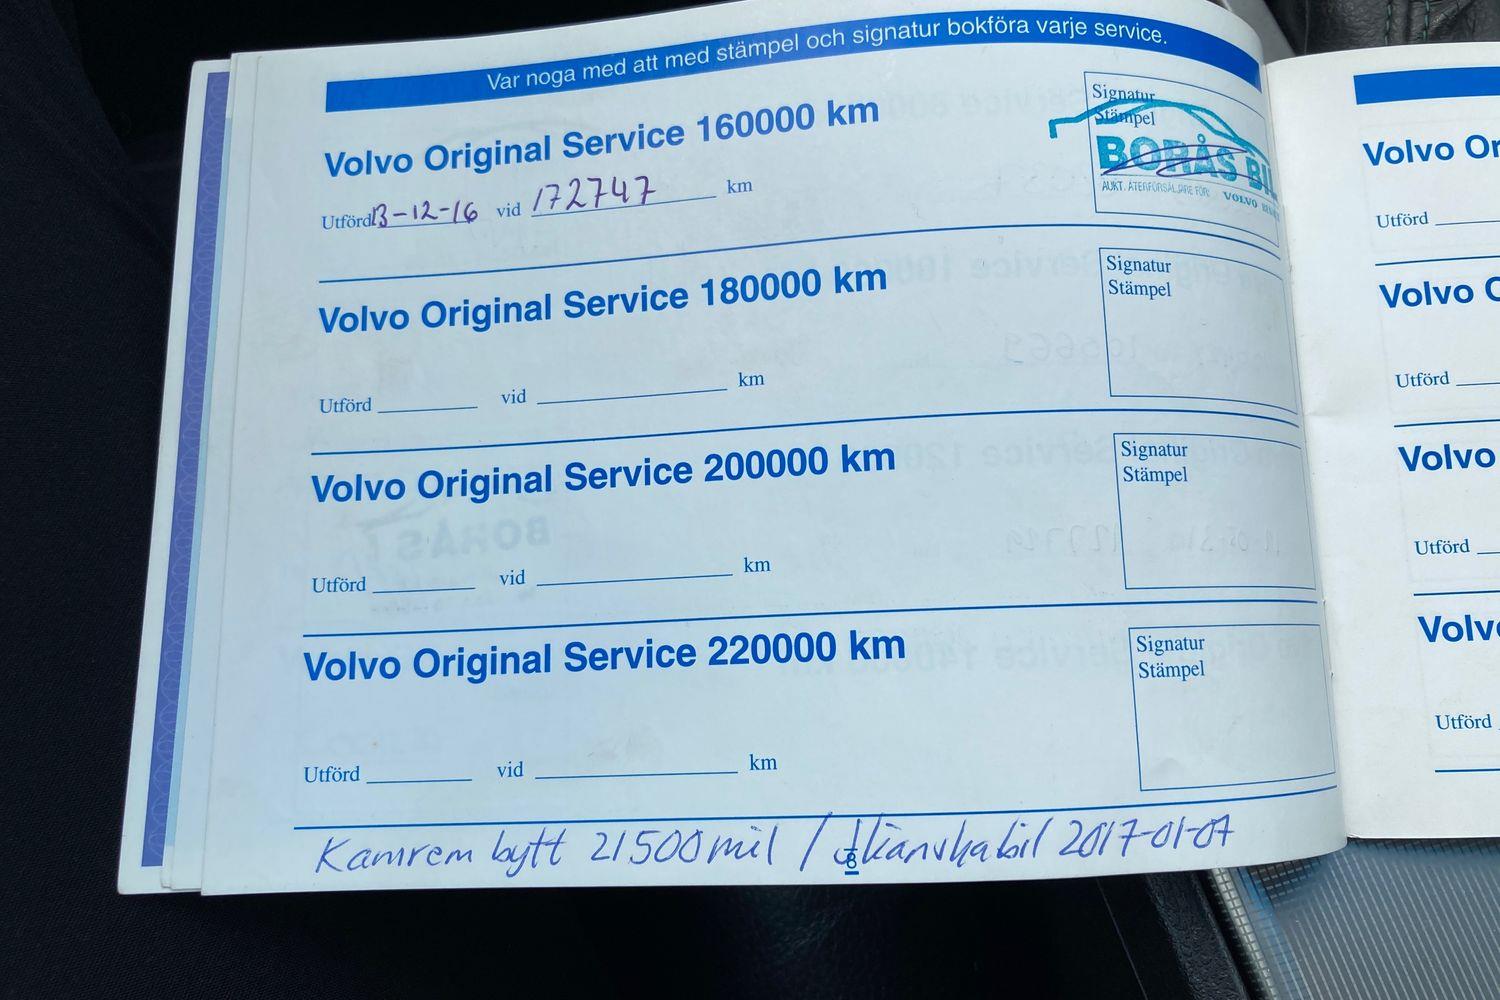 Var noga med att med stämpel och signatur bokföra varje service.
Volvo Original Service 160000 km
Utförd 13-12-16 vid 172747 km
Signatur
Stämpel
BORÅS BIL
AUKT. ÅTERFÖRSÄLJARE FÖR VOLVO
Volvo Original Service 180000 km
Utförd vid km
Signatur
Stämpel
Volvo Original Service 200000 km
Utförd vid km
Signatur
Stämpel
Volvo Original Service 220000 km
Utförd vid km
Signatur
Stämpel
Kamrem bytt 21500 mil / Skånska bil 2017-01-07
8
Volvo Or
Utförd
Volvo O
Utförd
Volvo
Utförd
Volvo
Utförd